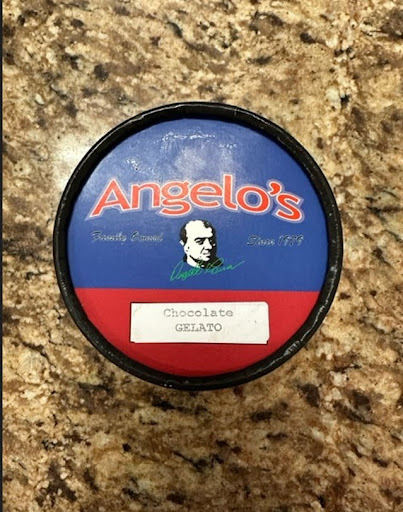 Angelo's
Family Owned Since
Chocolate
GELATO